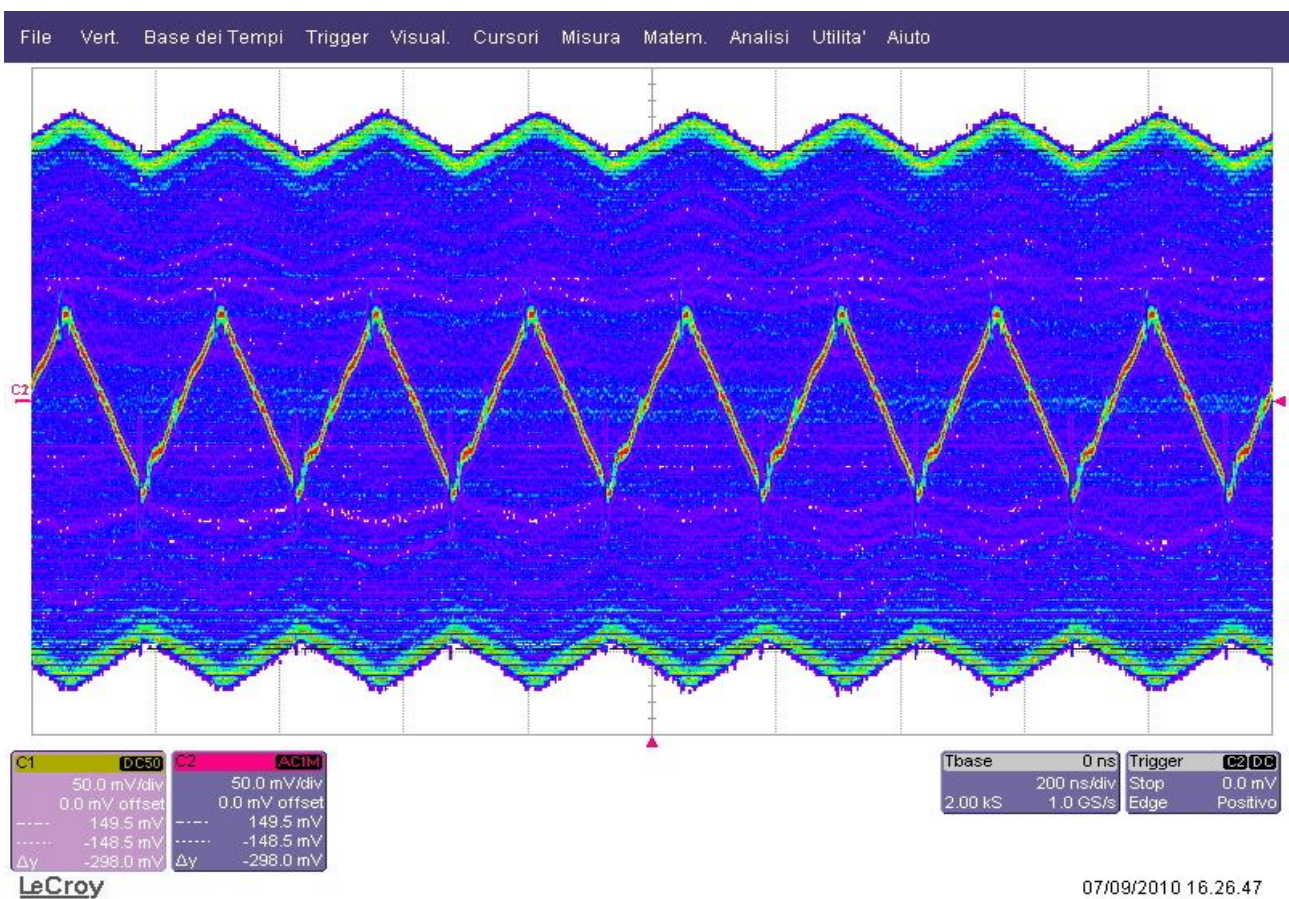 File Vert. Base dei Tempi Trigger Visual. Cursori Misura Matem. Analisi Utilita' Aiuto
C2
C1 DC50
50.0 mV/div
0.0 mV offset
149.5 mV
-148.5 mV
Δy -298.0 mV
C2 AC1M
50.0 mV/div
0.0 mV offset
149.5 mV
-148.5 mV
Δy -298.0 mV
Tbase 0 ns
200 ns/div
2.00 kS 1.0 GS/s
Trigger C2 DC
Stop 0.0 mV
Edge Positivo
LeCroy
07/09/2010 16.26.47